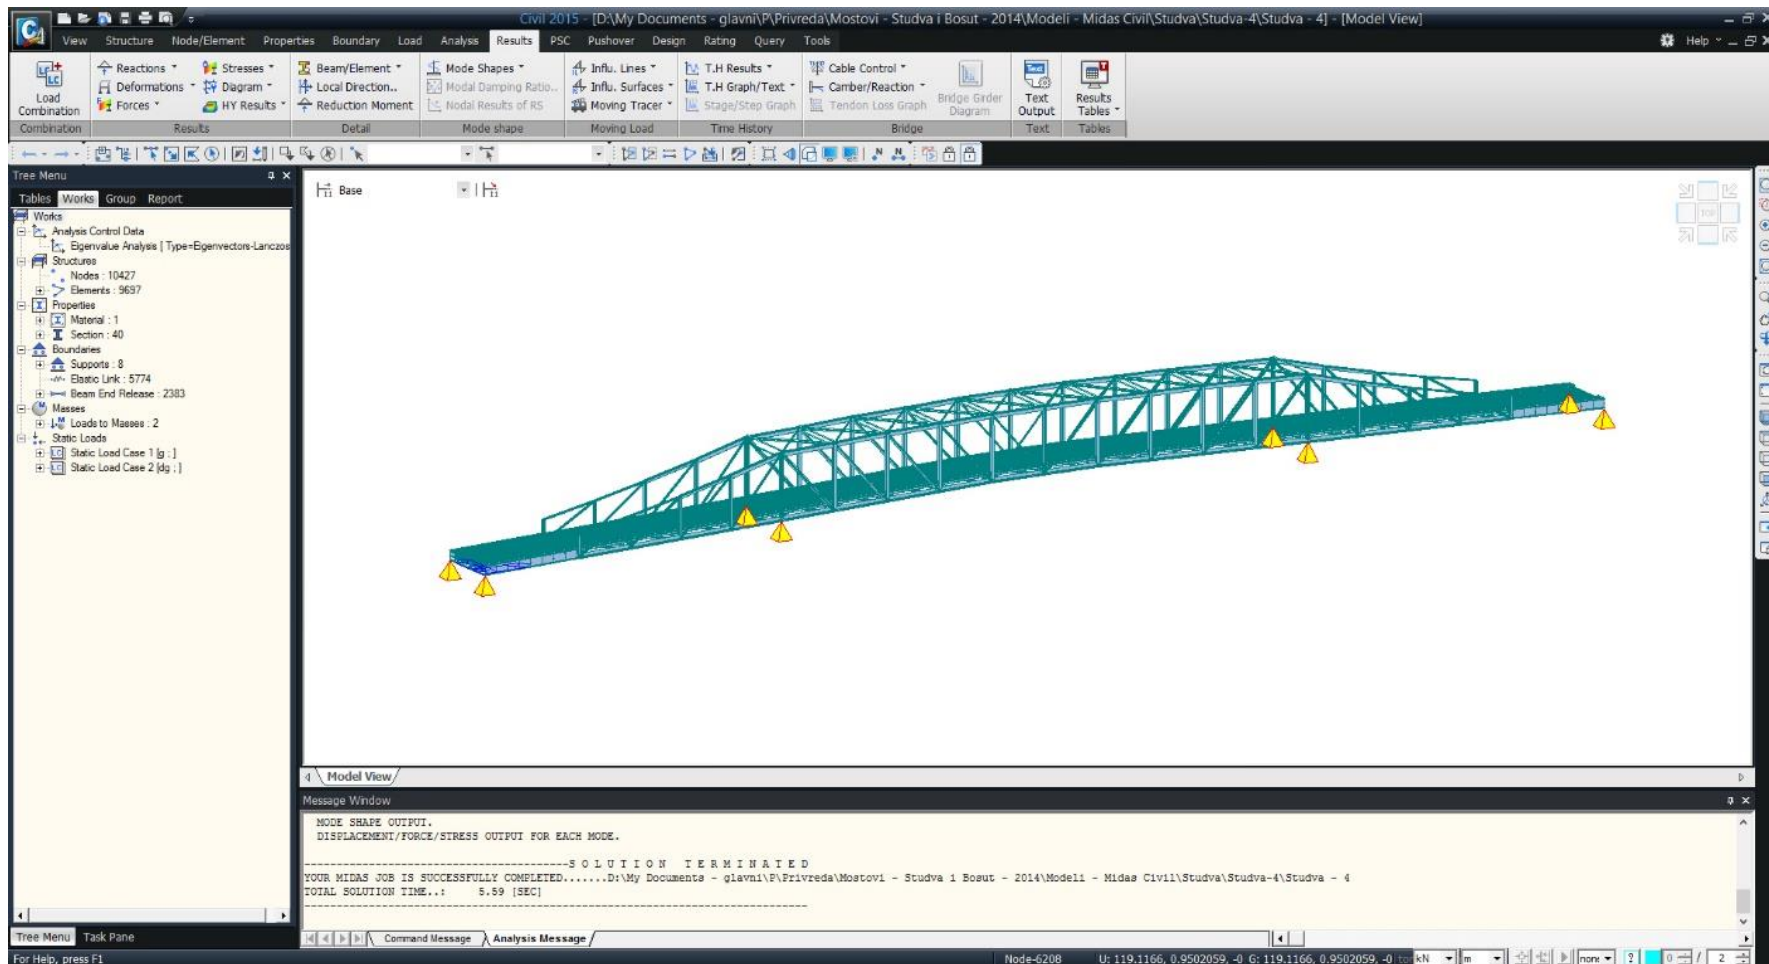 Civil 2015 - [D:\My Documents - glavni\P\Privreda\Mostovi - Studva i Bosut - 2014\Modeli - Midas Civil\Studva\Studva-4\Studva - 4] - [Model View]
View Structure Node/Element Properties Boundary Load Analysis Results PSC Pushover Design Rating Query Tools Help
Reactions Stresses Beam/Element Mode Shapes Influ. Lines T.H Results Cable Control
Load Combination Deformations Diagram Local Direction.. Modal Damping Ratio.. Influ. Surfaces T.H Graph/Text Camber/Reaction Bridge Girder Diagram Text Output Results Tables
Forces HY Results Reduction Moment Nodal Results of RS Moving Tracer Stage/Step Graph Tendon Loss Graph
Combination Results Detail Mode shape Moving Load Time History Bridge Text Tables
Tree Menu
Tables Works Group Report
Base
TOP
Works
Analysis Control Data
Eigenvalue Analysis [ Type=Eigenvectors-Lanczos
Structures
Nodes : 10427
Elements : 9697
Properties
Material : 1
Section : 40
Boundaries
Supports : 8
Elastic Link : 5774
Beam End Release : 2383
Masses
Loads to Masses : 2
Static Loads
Static Load Case 1 [g ; ]
Static Load Case 2 [dg ; ]
Model View
Message Window
MODE SHAPE OUTPUT.
DISPLACEMENT/FORCE/STRESS OUTPUT FOR EACH MODE.
---------------------------------------S O L U T I O N   T E R M I N A T E D
YOUR MIDAS JOB IS SUCCESSFULLY COMPLETED.......D:\My Documents - glavni\P\Privreda\Mostovi - Studva i Bosut - 2014\Modeli - Midas Civil\Studva\Studva-4\Studva - 4
TOTAL SOLUTION TIME..: 5.59 [SEC]
Tree Menu Task Pane
Command Message Analysis Message
For Help, press F1 Node-6208 U: 119.1166, 0.9502059, -0 G: 119.1166, 0.9502059, -0 kN m none ? 0 / 2